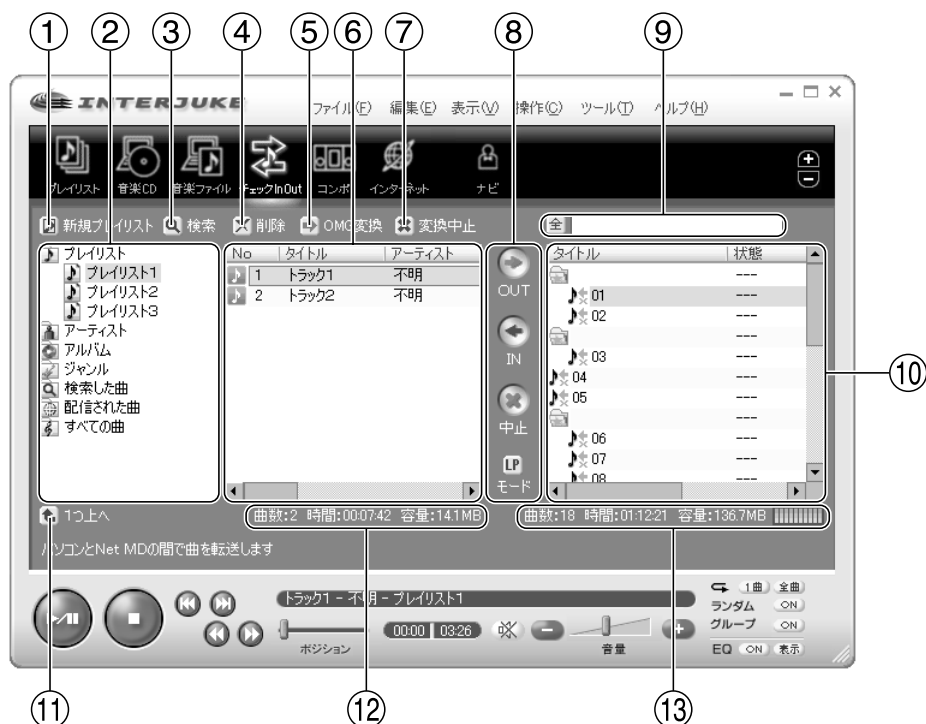 ① ② ③ ④ ⑤ ⑥ ⑦ ⑧ ⑨
INTERJUKE ファイル(F) 編集(E) 表示(V) 操作(C) ツール(T) ヘルプ(H)
プレイリスト 音楽CD 音楽ファイル チェックInOut コンポ インターネット ナビ
新規プレイリスト 検索 削除 OMG変換 変換中止 全
プレイリスト
プレイリスト1
プレイリスト2
プレイリスト3
アーティスト
アルバム
ジャンル
検索した曲
配信された曲
すべての曲
No タイトル アーティスト
1 トラック1 不明
2 トラック2 不明
OUT
IN
中止
LP
モード
タイトル 状態
---
01 ---
02 ---
---
03 ---
04 ---
05 ---
---
06 ---
07 ---
08 ---
⑩
1つ上へ 曲数:2 時間:00:07:42 容量:14.1MB 曲数:18 時間:01:12:21 容量:136.7MB
パソコンとNet MDの間で曲を転送します
トラック1 - 不明 - プレイリスト1
ポジション 00:00 03:26 音量
1曲 全曲
ランダム ON
グループ ON
EQ ON 表示
⑪ ⑫ ⑬